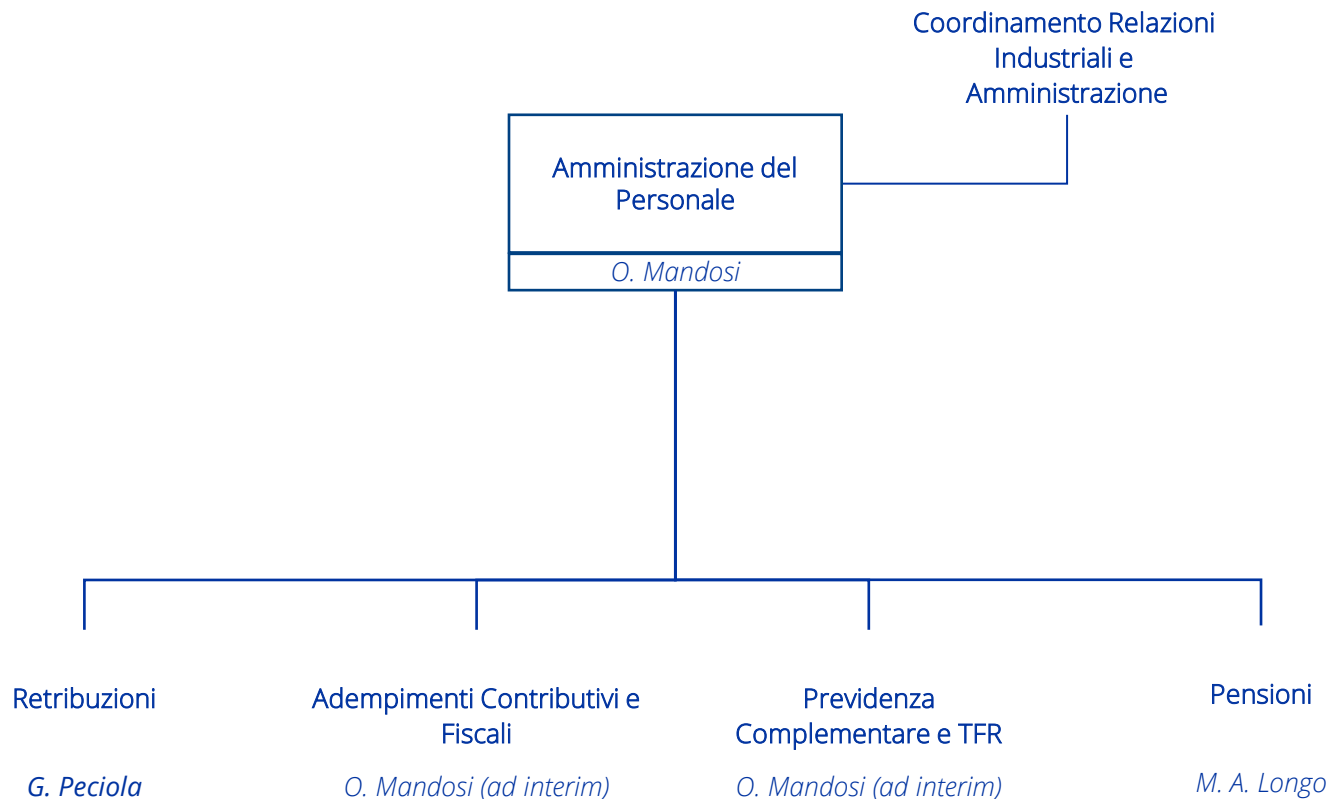 Coordinamento Relazioni
Industriali e
Amministrazione
Amministrazione del
Personale
O. Mandosi
Retribuzioni
G. Peciola
Adempimenti Contributivi e
Fiscali
O. Mandosi (ad interim)
Previdenza
Complementare e TFR
O. Mandosi (ad interim)
Pensioni
M. A. Longo